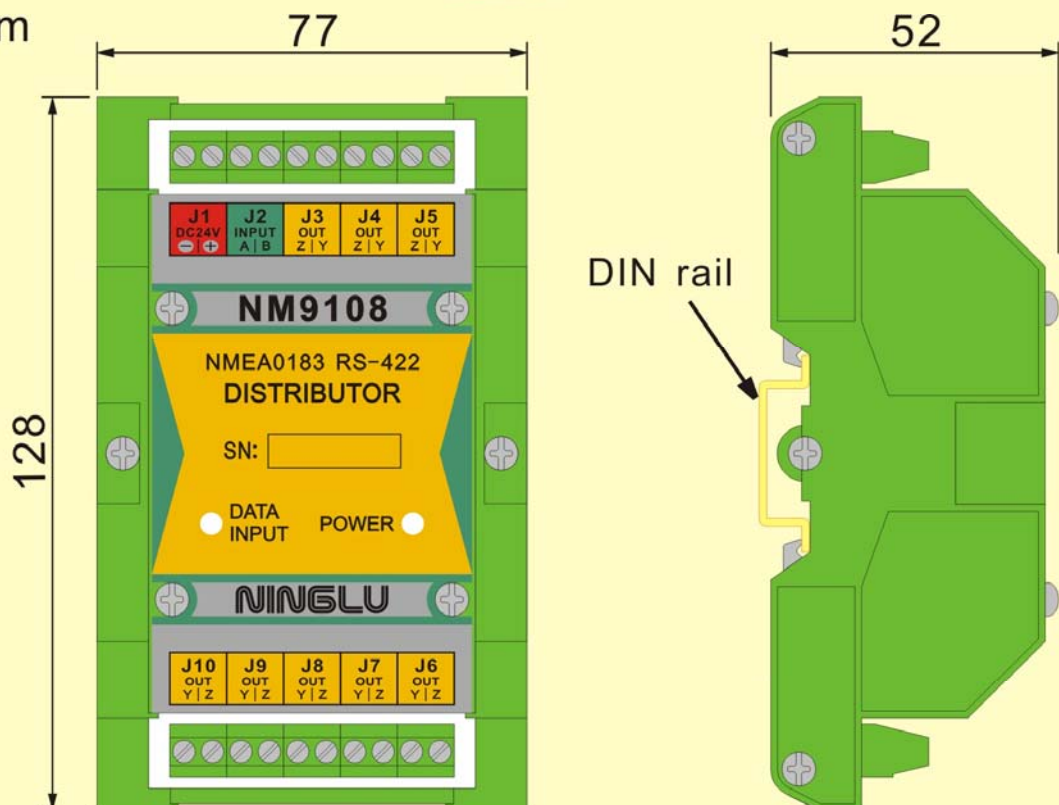 m
77
52
128
J1 J2 J3 J4 J5
DC24V INPUT OUT OUT OUT
− + A|B Z|Y Z|Y Z|Y
DIN rail
NM9108
NMEA0183 RS-422
DISTRIBUTOR
SN:
DATA
INPUT
POWER
NINGLU
J10 J9 J8 J7 J6
OUT OUT OUT OUT OUT
Y|Z Y|Z Y|Z Y|Z Y|Z